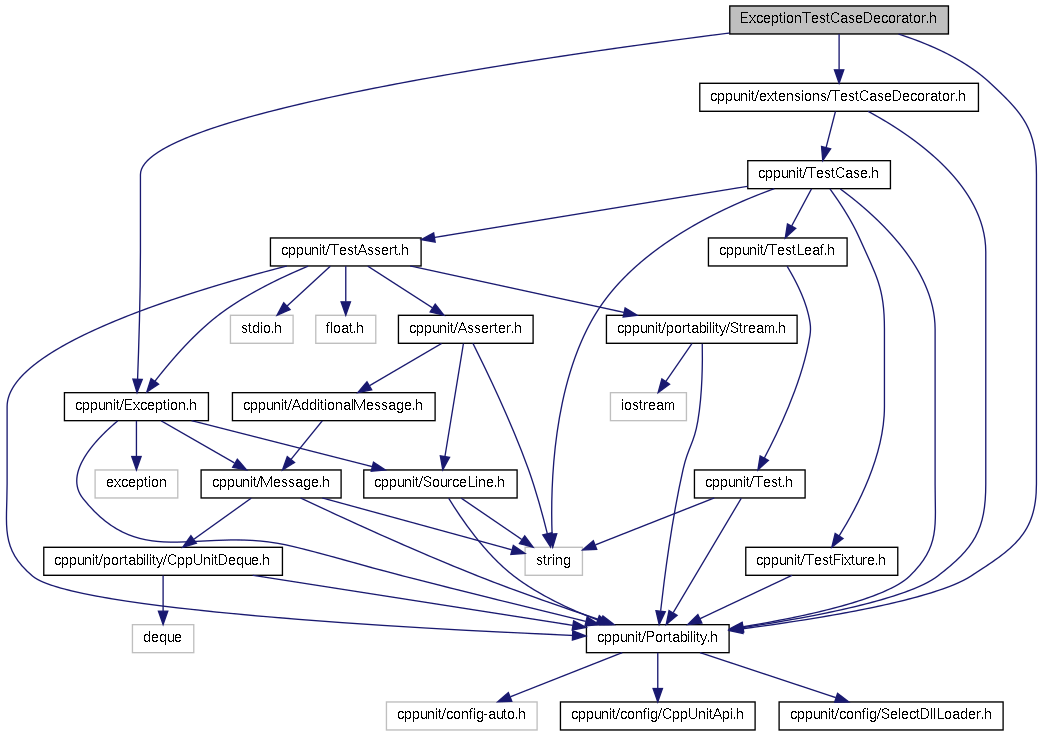 ExceptionTestCaseDecorator.h
cppunit/extensions/TestCaseDecorator.h
cppunit/TestCase.h
cppunit/TestAssert.h
cppunit/TestLeaf.h
stdio.h
float.h
cppunit/Asserter.h
cppunit/portability/Stream.h
cppunit/Exception.h
cppunit/AdditionalMessage.h
iostream
exception
cppunit/Message.h
cppunit/SourceLine.h
cppunit/Test.h
cppunit/portability/CppUnitDeque.h
string
cppunit/TestFixture.h
deque
cppunit/Portability.h
cppunit/config-auto.h
cppunit/config/CppUnitApi.h
cppunit/config/SelectDllLoader.h